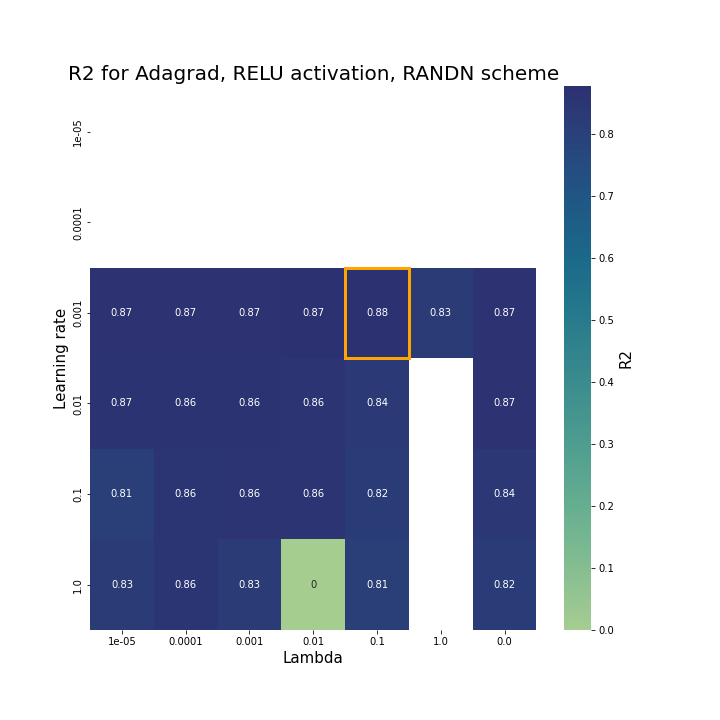 R2 for Adagrad, RELU activation, RANDN scheme
1e-05
0.0001
0.001
0.01
0.1
1.0
Learning rate
0.87 0.87 0.87 0.87 0.88 0.83 0.87
0.87 0.86 0.86 0.86 0.84 0.87
0.81 0.86 0.86 0.86 0.82 0.84
0.83 0.86 0.83 0 0.81 0.82
1e-05 0.0001 0.001 0.01 0.1 1.0 0.0
Lambda
0.8
0.7
0.6
0.5
0.4
0.3
0.2
0.1
0.0
R2